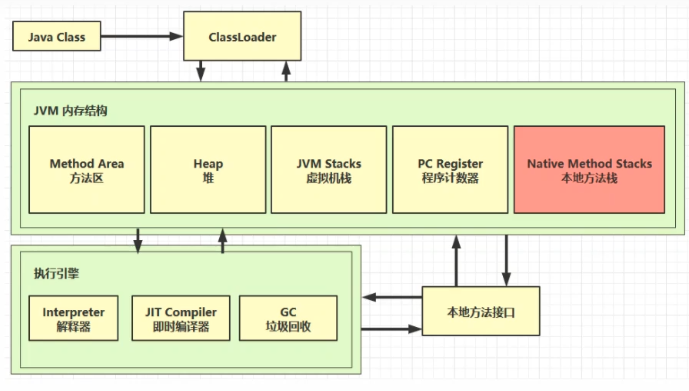 Java Class
ClassLoader
JVM 内存结构
Method Area
方法区
Heap
堆
JVM Stacks
虚拟机栈
PC Register
程序计数器
Native Method Stacks
本地方法栈
执行引擎
Interpreter
解释器
JIT Compiler
即时编译器
GC
垃圾回收
本地方法接口